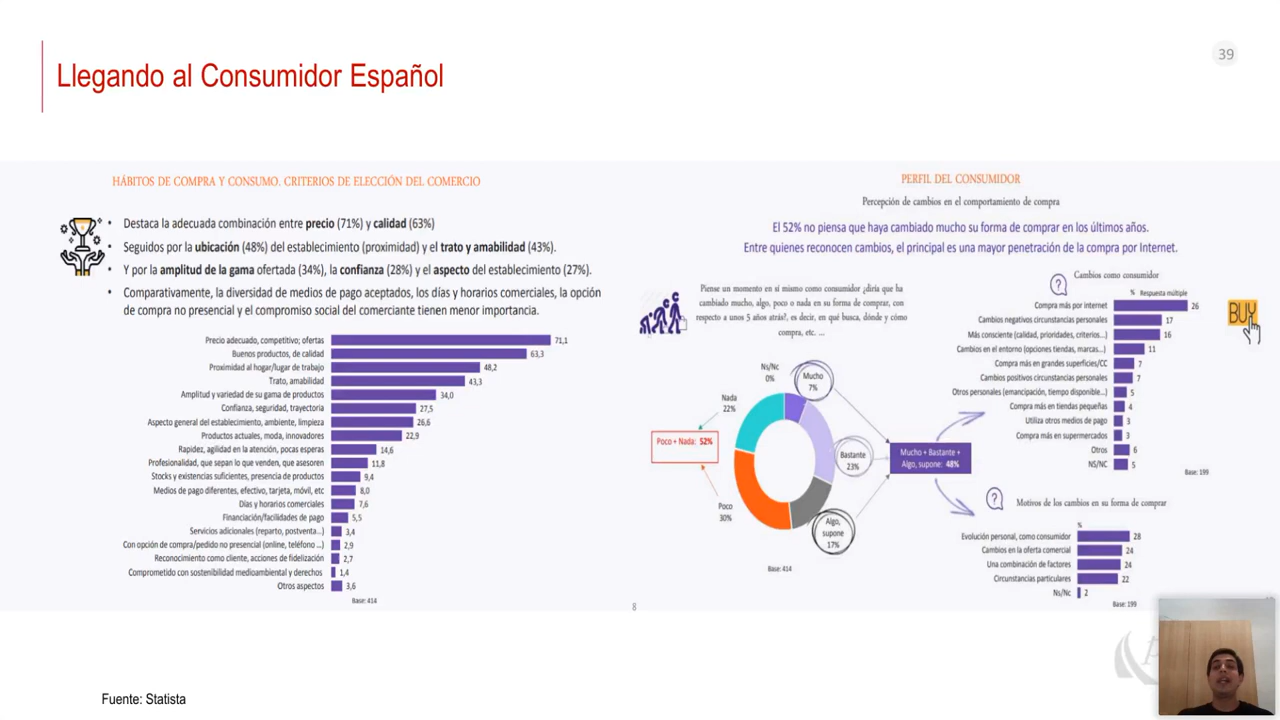 Llegando al Consumidor Español
39
HÁBITOS DE COMPRA Y CONSUMO. CRITERIOS DE ELECCIÓN DEL COMERCIO
• Destaca la adecuada combinación entre precio (71%) y calidad (63%)
• Seguidos por la ubicación (48%) del establecimiento (proximidad) y el trato y amabilidad (43%).
• Y por la amplitud de la gama ofertada (34%), la confianza (28%) y el aspecto del establecimiento (27%).
• Comparativamente, la diversidad de medios de pago aceptados, los días y horarios comerciales, la opción
de compra no presencial y el compromiso social del comerciante tienen menor importancia.
Precio adecuado, competitivo; ofertas 71,1
Buenos productos, de calidad 63,3
Proximidad al hogar/lugar de trabajo 48,2
Trato, amabilidad 43,3
Amplitud y variedad de su gama de productos 34,0
Confianza, seguridad, trayectoria 27,5
Aspecto general del establecimiento, ambiente, limpieza 26,6
Productos actuales, moda, innovadores 22,9
Rapidez, agilidad en la atención, pocas esperas 14,6
Profesionalidad, que sepan lo que venden, que asesoren 11,8
Stocks y existencias suficientes, presencia de productos 9,4
Medios de pago diferentes, efectivo, tarjeta, móvil, etc 8,0
Días y horarios comerciales 7,6
Financiación/facilidades de pago 5,5
Servicios adicionales (reparto, postventa...) 3,4
Con opción de compra/pedido no presencial (online, teléfono ...) 2,9
Reconocimiento como cliente, acciones de fidelización 2,7
Comprometido con sostenibilidad medioambiental y derechos 1,4
Otros aspectos 3,6
Base: 414
8
PERFIL DEL CONSUMIDOR
Percepción de cambios en el comportamiento de compra
El 52% no piensa que haya cambiado mucho su forma de comprar en los últimos años.
Entre quienes reconocen cambios, el principal es una mayor penetración de la compra por Internet.
Piense un momento en sí mismo como consumidor ¿diría que ha
cambiado mucho, algo, poco o nada en su forma de comprar, con
respecto a unos 5 años atrás?, es decir, en qué busca, dónde y cómo
compra, etc. ...
Ns/Nc
0%
Mucho
7%
Nada
22%
Poco + Nada: 52%
Bastante
23%
Mucho + Bastante +
Algo, supone: 48%
Poco
30%
Algo,
supone
17%
Base: 414
Cambios como consumidor
% Respuesta múltiple
Compra más por internet 26
Cambios negativos circunstancias personales 17
Más consciente (calidad, prioridades, criterios...) 16
Cambios en el entorno (opciones tiendas, marcas...) 11
Compra más en grandes superficies/CC 7
Cambios positivos circunstancias personales 7
Otros personales (emancipación, tiempo disponible...) 5
Compra más en tiendas pequeñas 4
Utiliza otros medios de pago 3
Compra más en supermercados 3
Otros 6
NS/NC 5
Base: 199
BUY
Motivos de los cambios en su forma de comprar
%
Evolución personal, como consumidor 28
Cambios en la oferta comercial 24
Una combinación de factores 24
Circunstancias particulares 22
Ns/Nc 2
Base: 199
Fuente: Statista